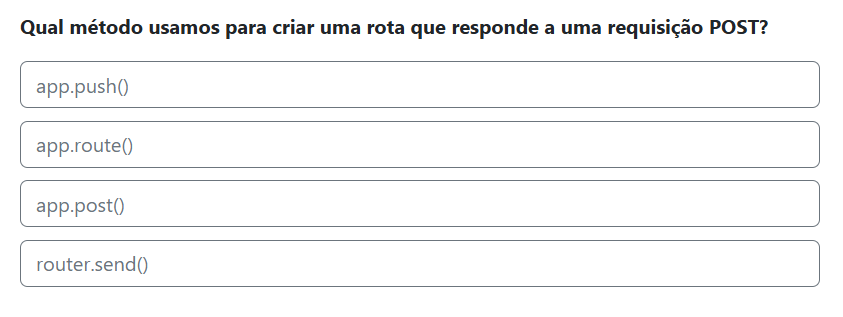 Qual método usamos para criar uma rota que responde a uma requisição POST?
app.push()
app.route()
app.post()
router.send()